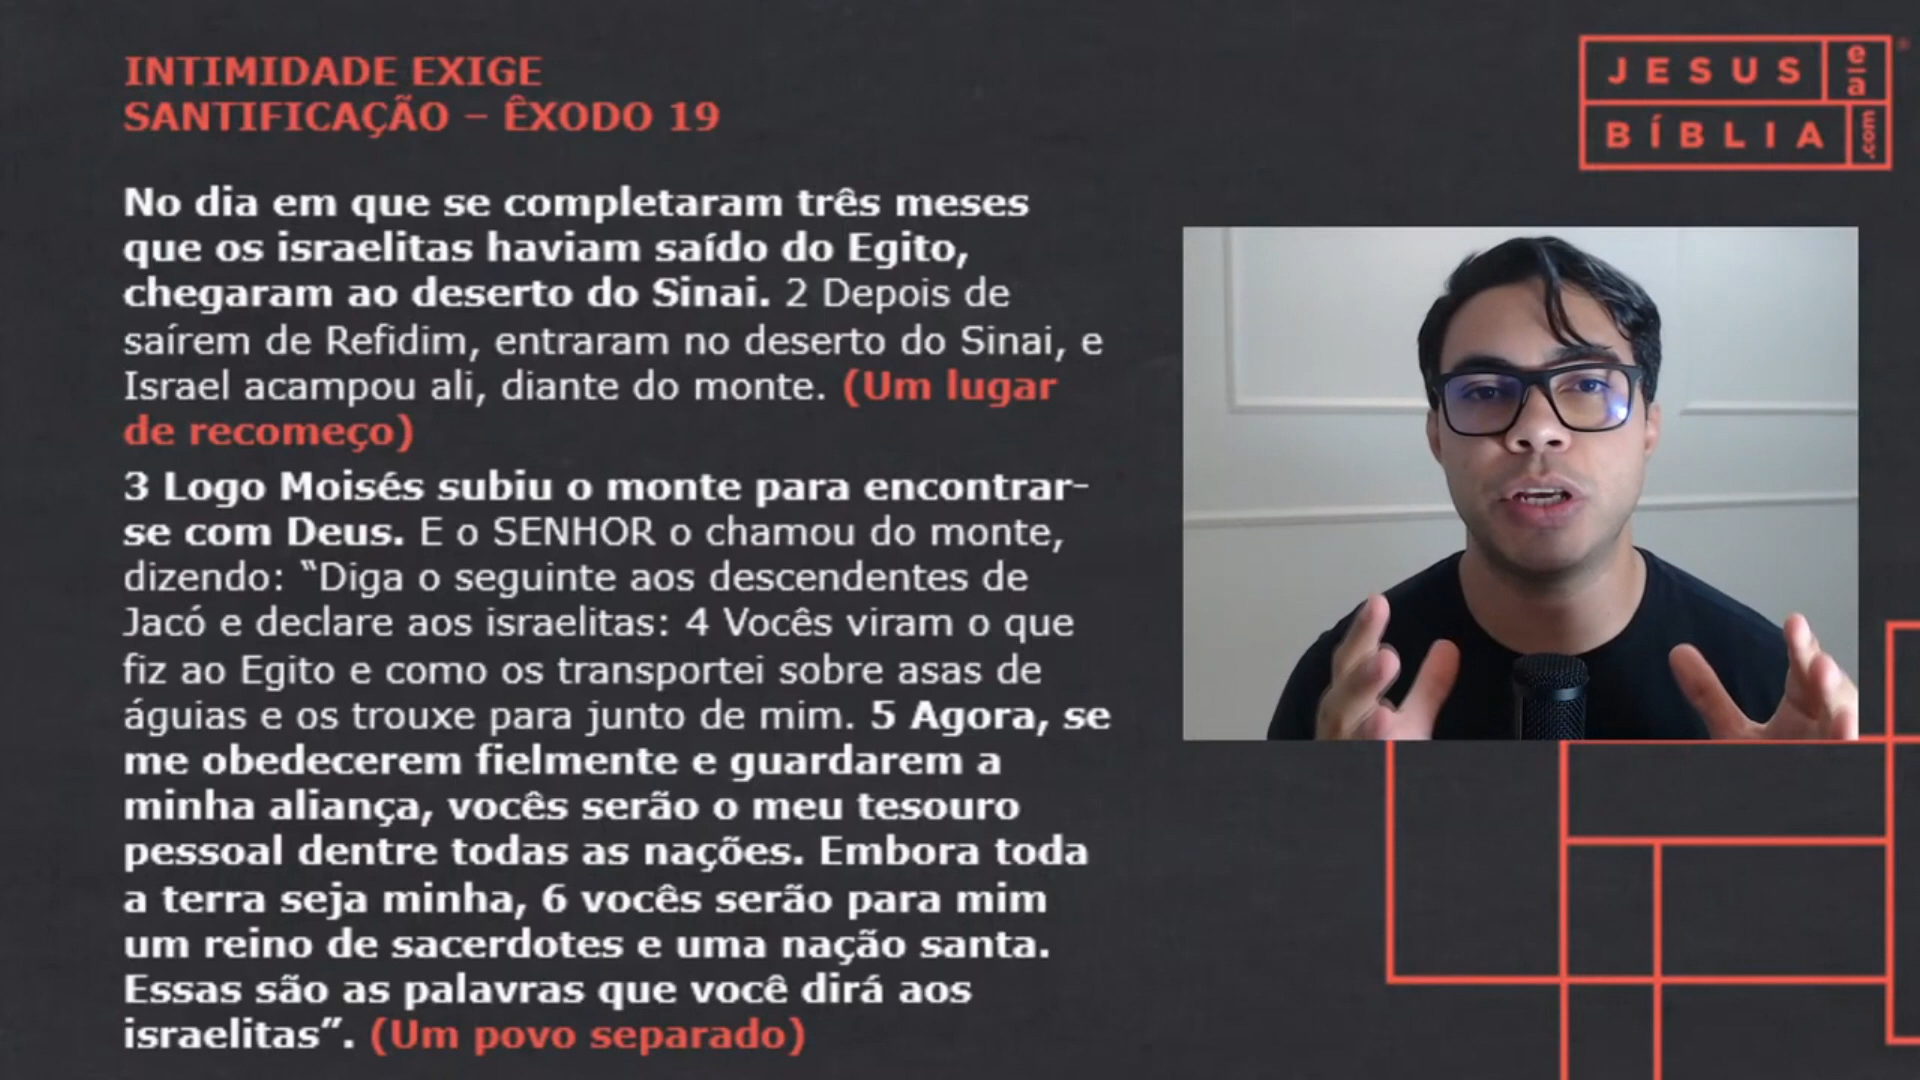 INTIMIDADE EXIGE
SANTIFICAÇÃO – ÊXODO 19
No dia em que se completaram três meses
que os israelitas haviam saído do Egito,
chegaram ao deserto do Sinai. 2 Depois de
saírem de Refidim, entraram no deserto do Sinai, e
Israel acampou ali, diante do monte. (Um lugar
de recomeço)
3 Logo Moisés subiu o monte para encontrar-
se com Deus. E o SENHOR o chamou do monte,
dizendo: “Diga o seguinte aos descendentes de
Jacó e declare aos israelitas: 4 Vocês viram o que
fiz ao Egito e como os transportei sobre asas de
águias e os trouxe para junto de mim. 5 Agora, se
me obedecerem fielmente e guardarem a
minha aliança, vocês serão o meu tesouro
pessoal dentre todas as nações. Embora toda
a terra seja minha, 6 vocês serão para mim
um reino de sacerdotes e uma nação santa.
Essas são as palavras que você dirá aos
israelitas”. (Um povo separado)
JESUS e a
BÍBLIA .com